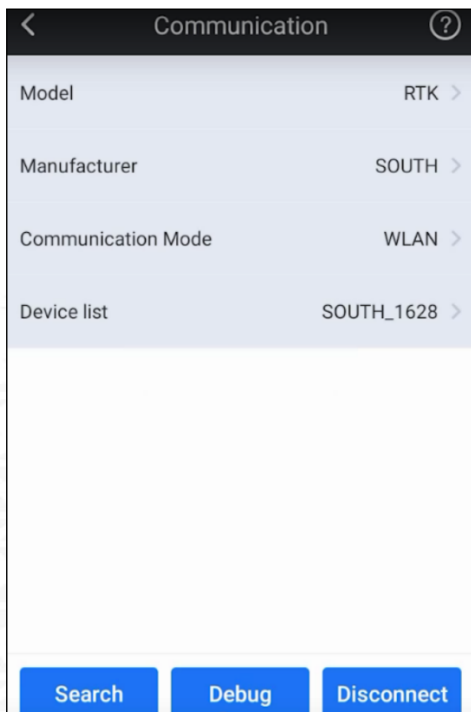 Communication ?
Model RTK
Manufacturer SOUTH
Communication Mode WLAN
Device list SOUTH_1628
Search Debug Disconnect